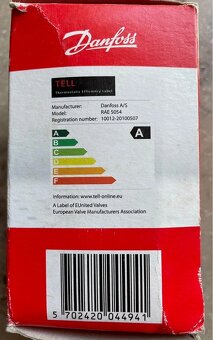 Danfoss
TELL
Thermostatic Efficiency Label
Manufacturer: Danfoss A/S
Model: RAE 5054
Registration number: 10012-20100507
A
B
C
D
E
F
A
Information: www.tell-online.eu
A Label of EUnited Valves
European Valve Manufacturers Association
5 702420 044941